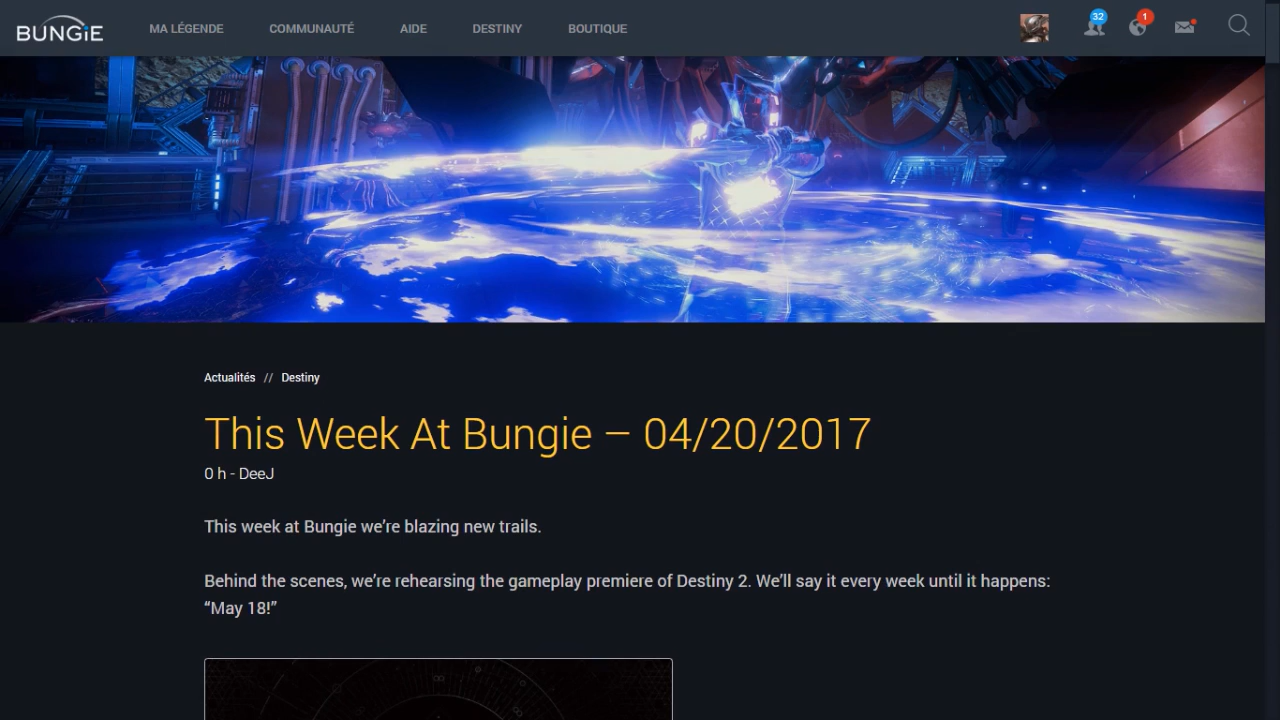 BUNGiE MA LÉGENDE COMMUNAUTÉ AIDE DESTINY BOUTIQUE 32 1
Actualités // Destiny
This Week At Bungie – 04/20/2017
0 h - DeeJ
This week at Bungie we’re blazing new trails.
Behind the scenes, we’re rehearsing the gameplay premiere of Destiny 2. We’ll say it every week until it happens:
“May 18!”